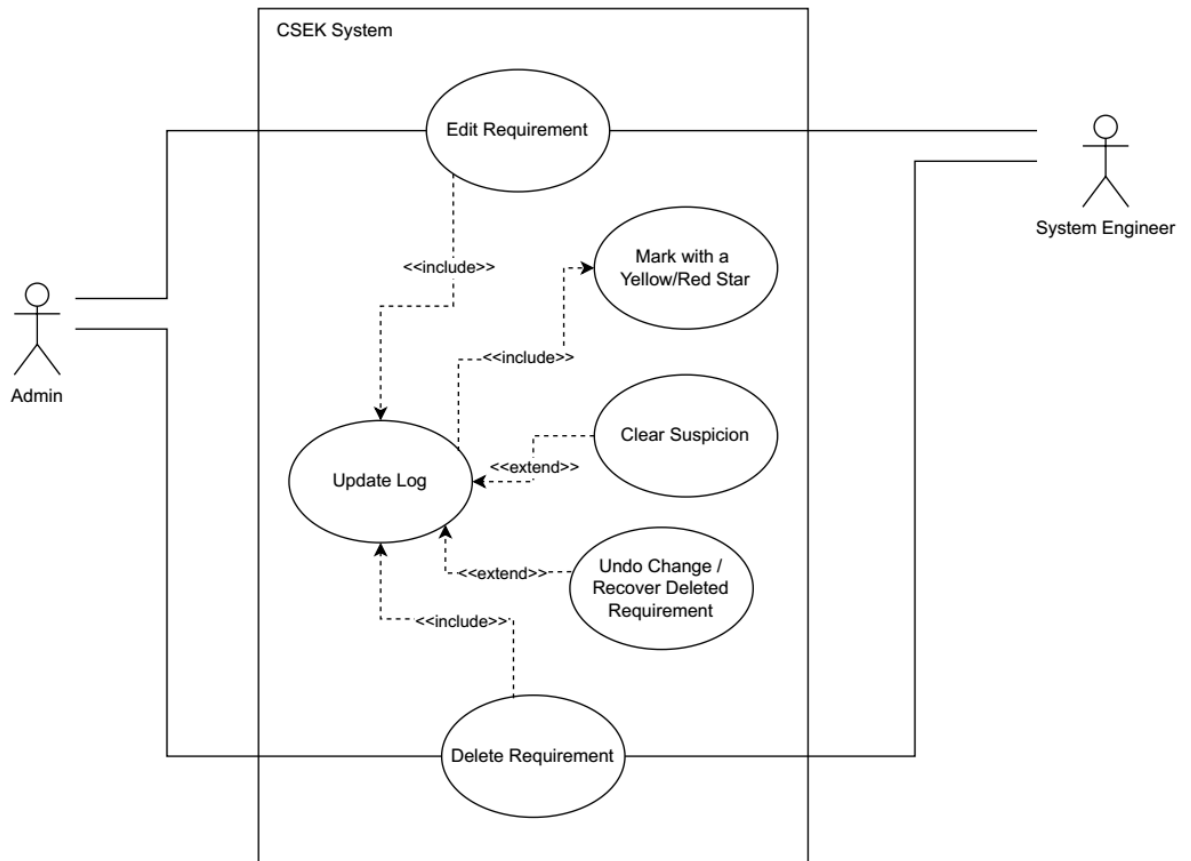 CSEK System
Edit Requirement
System Engineer
Mark with a
Yellow/Red Star
<<include>>
<<include>>
Admin
Clear Suspicion
<<extend>>
Update Log
Undo Change /
Recover Deleted
Requirement
<<extend>>
<<include>>
Delete Requirement